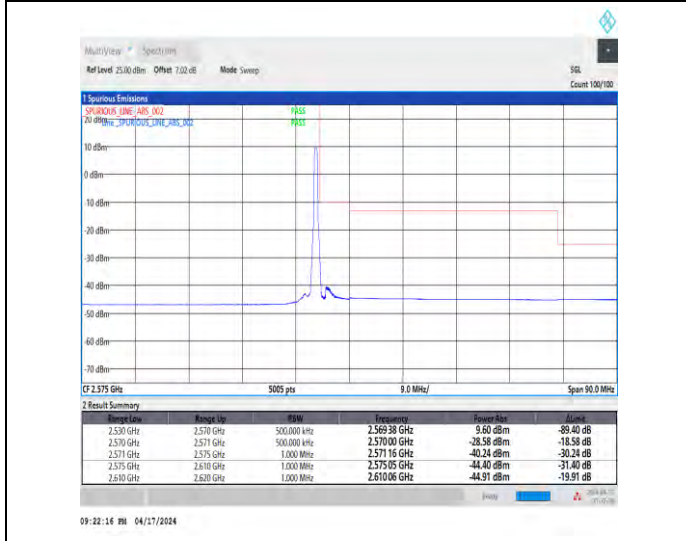 MultiView Spectrum
Ref Level 25.00 dBm Offset 7.02 dB Mode Sweep SGL
Count 100/100
1 Spurious Emissions
SPURIOUS_LINE_ABS_002 PASS
20 dBm
Line _SPURIOUS_LINE_ABS_002 PASS
10 dBm
0 dBm
-10 dBm
-20 dBm
-30 dBm
-40 dBm
-50 dBm
-60 dBm
-70 dBm
CF 2.575 GHz 5005 pts 9.0 MHz/ Span 90.0 MHz
2 Result Summary
Range Low Range Up RBW Frequency Power Abs ΔLimit
2.530 GHz 2.570 GHz 500.000 kHz 2.56938 GHz 9.60 dBm -89.40 dB
2.570 GHz 2.571 GHz 500.000 kHz 2.57000 GHz -28.58 dBm -18.58 dB
2.571 GHz 2.575 GHz 1.000 MHz 2.57116 GHz -40.24 dBm -30.24 dB
2.575 GHz 2.610 GHz 1.000 MHz 2.57505 GHz -44.40 dBm -31.40 dB
2.610 GHz 2.620 GHz 1.000 MHz 2.61006 GHz -44.91 dBm -19.91 dB
09:22:16 PM 04/17/2024